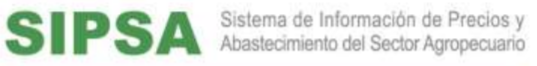 SIPSA
Sistema de Información de Precios y
Abastecimiento del Sector Agropecuario